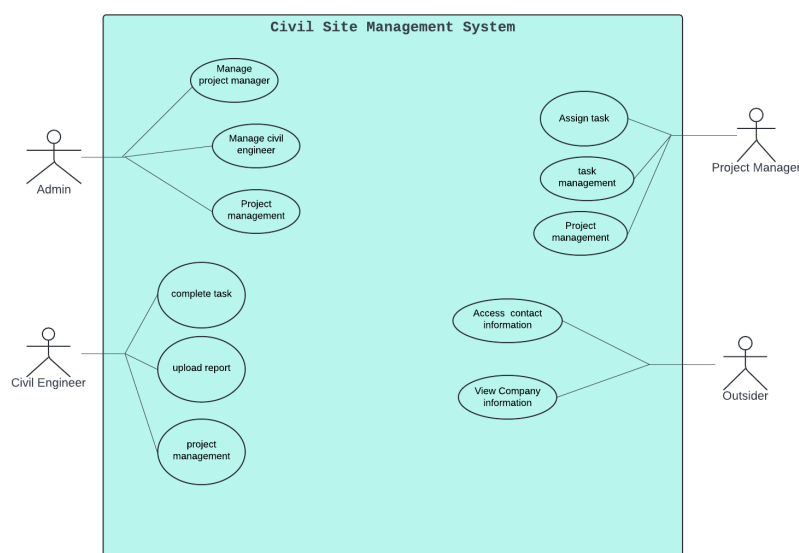 Civil Site Management System
Manage
project manager
Manage civil
engineer
Project
management
Admin
Assign task
task
management
Project
management
Project Manager
complete task
upload report
project
management
Civil Engineer
Access contact
information
View Company
information
Outsider